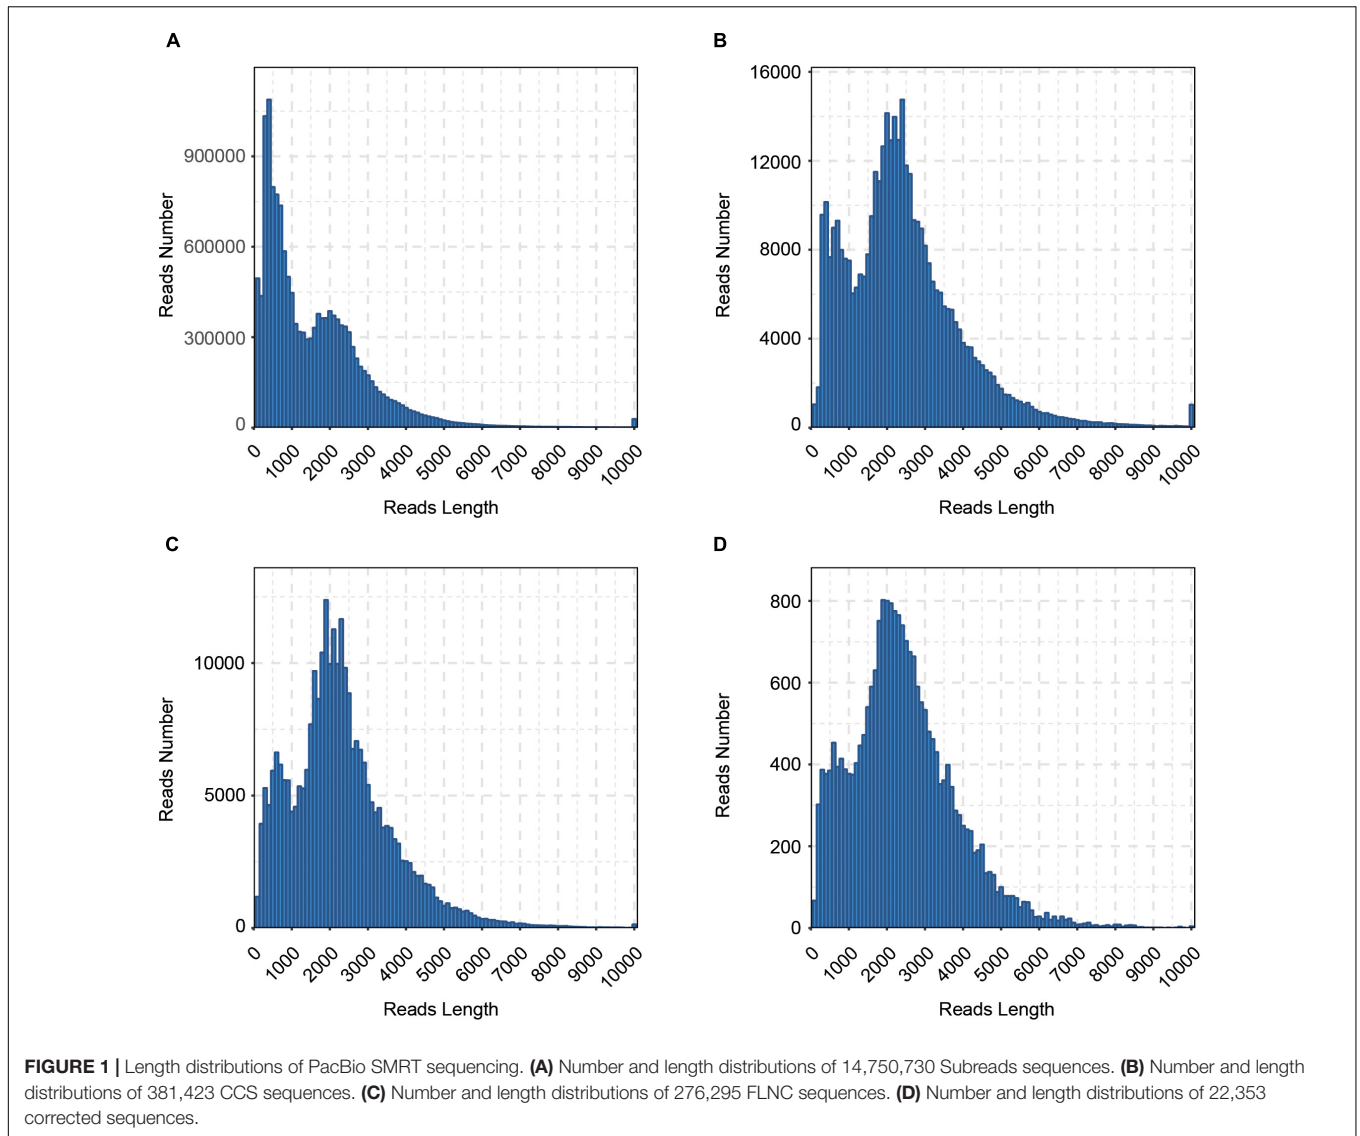 A
Reads Number
900000
600000
300000
0
0 1000 2000 3000 4000 5000 6000 7000 8000 9000 10000
Reads Length
B
Reads Number
16000
12000
8000
4000
0
0 1000 2000 3000 4000 5000 6000 7000 8000 9000 10000
Reads Length
C
Reads Number
10000
5000
0
0 1000 2000 3000 4000 5000 6000 7000 8000 9000 10000
Reads Length
D
Reads Number
800
600
400
200
0
0 1000 2000 3000 4000 5000 6000 7000 8000 9000 10000
Reads Length
FIGURE 1 | Length distributions of PacBio SMRT sequencing. (A) Number and length distributions of 14,750,730 Subreads sequences. (B) Number and length
distributions of 381,423 CCS sequences. (C) Number and length distributions of 276,295 FLNC sequences. (D) Number and length distributions of 22,353
corrected sequences.